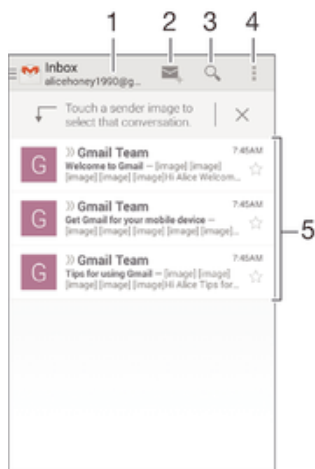 1 2 3 4
Inbox
alicehoney1990@g...
Touch a sender image to
select that conversation.
G
Gmail Team 7:45AM
Welcome to Gmail – [image] [image]
[image] [image] [image]Hi Alice Welcom...
G
Gmail Team 7:45AM
Get Gmail for your mobile device –
[image] [image] [image] [image] [image]...
G
Gmail Team 7:45AM
Tips for using Gmail – [image] [image]
[image] [image] [image]Hi Alice Tips for...
5